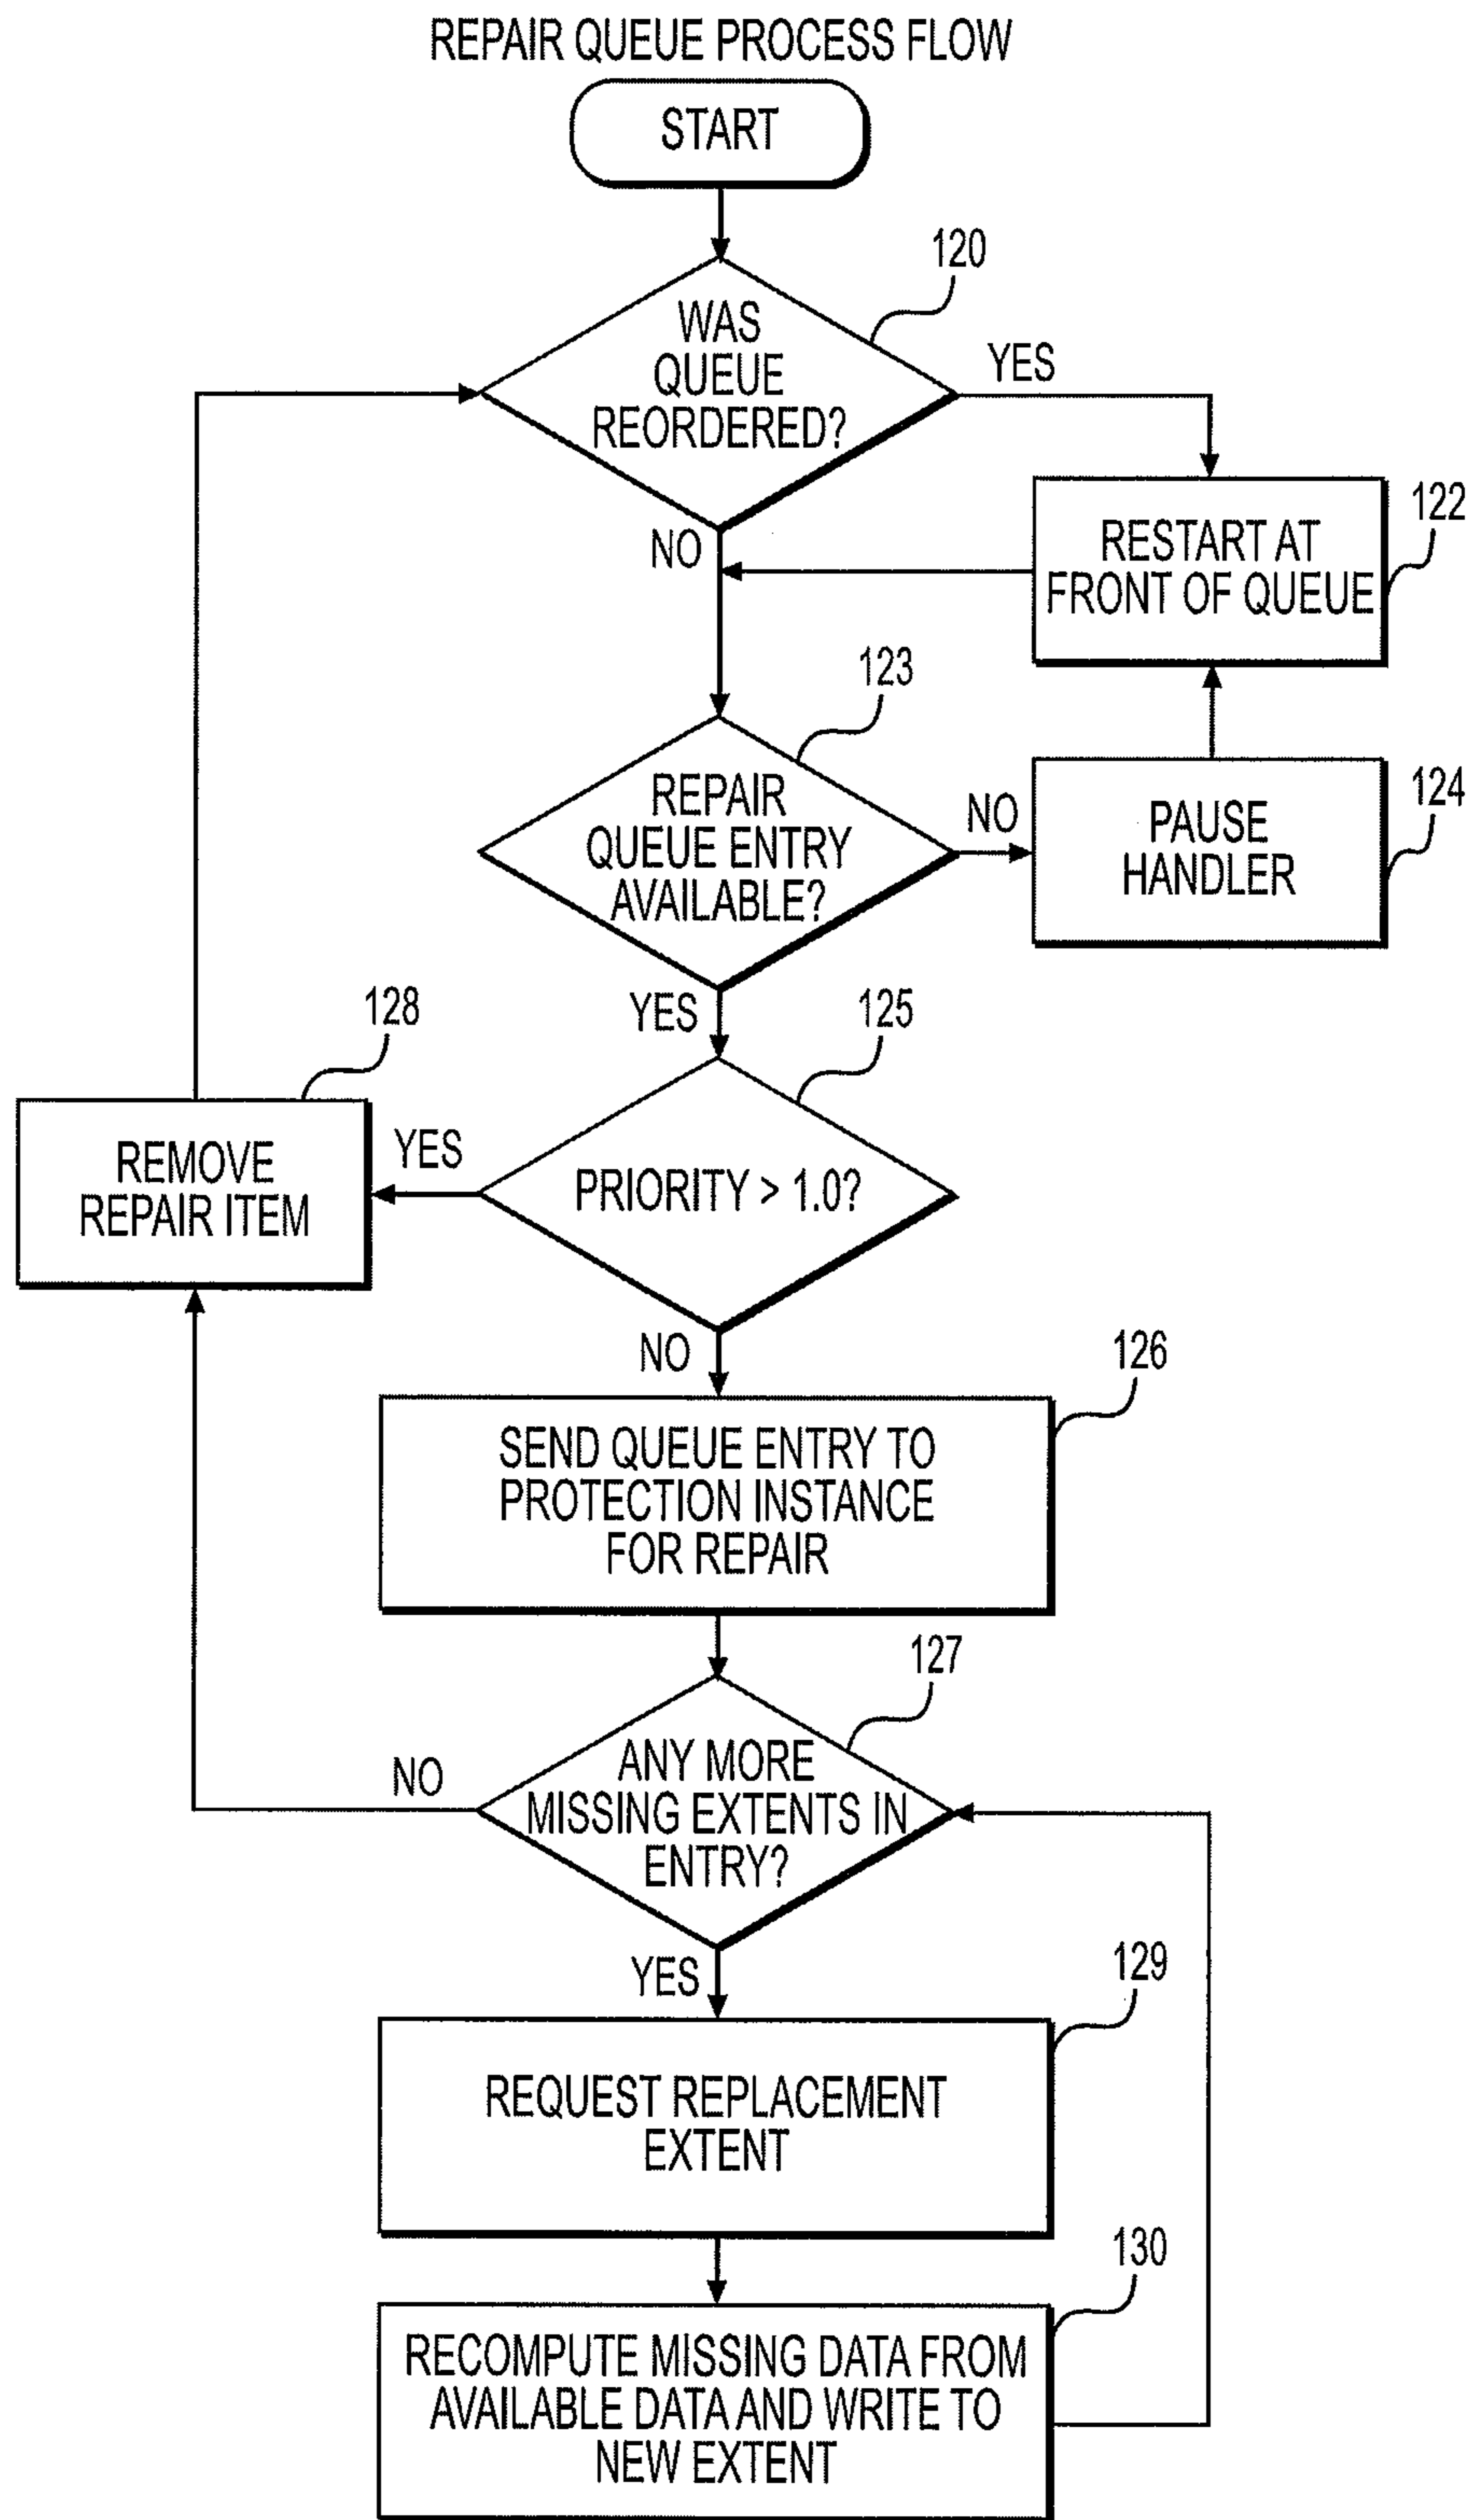 REPAIR QUEUE PROCESS FLOW
START
120
WAS
QUEUE
REORDERED?
YES
NO
122
RESTART AT
FRONT OF QUEUE
123
REPAIR
QUEUE ENTRY
AVAILABLE?
NO
124
PAUSE
HANDLER
YES
125
128
REMOVE
REPAIR ITEM
YES
PRIORITY > 1.0?
NO
126
SEND QUEUE ENTRY TO
PROTECTION INSTANCE
FOR REPAIR
127
ANY MORE
MISSING EXTENTS IN
ENTRY?
NO
YES
129
REQUEST REPLACEMENT
EXTENT
130
RECOMPUTE MISSING DATA FROM
AVAILABLE DATA AND WRITE TO
NEW EXTENT